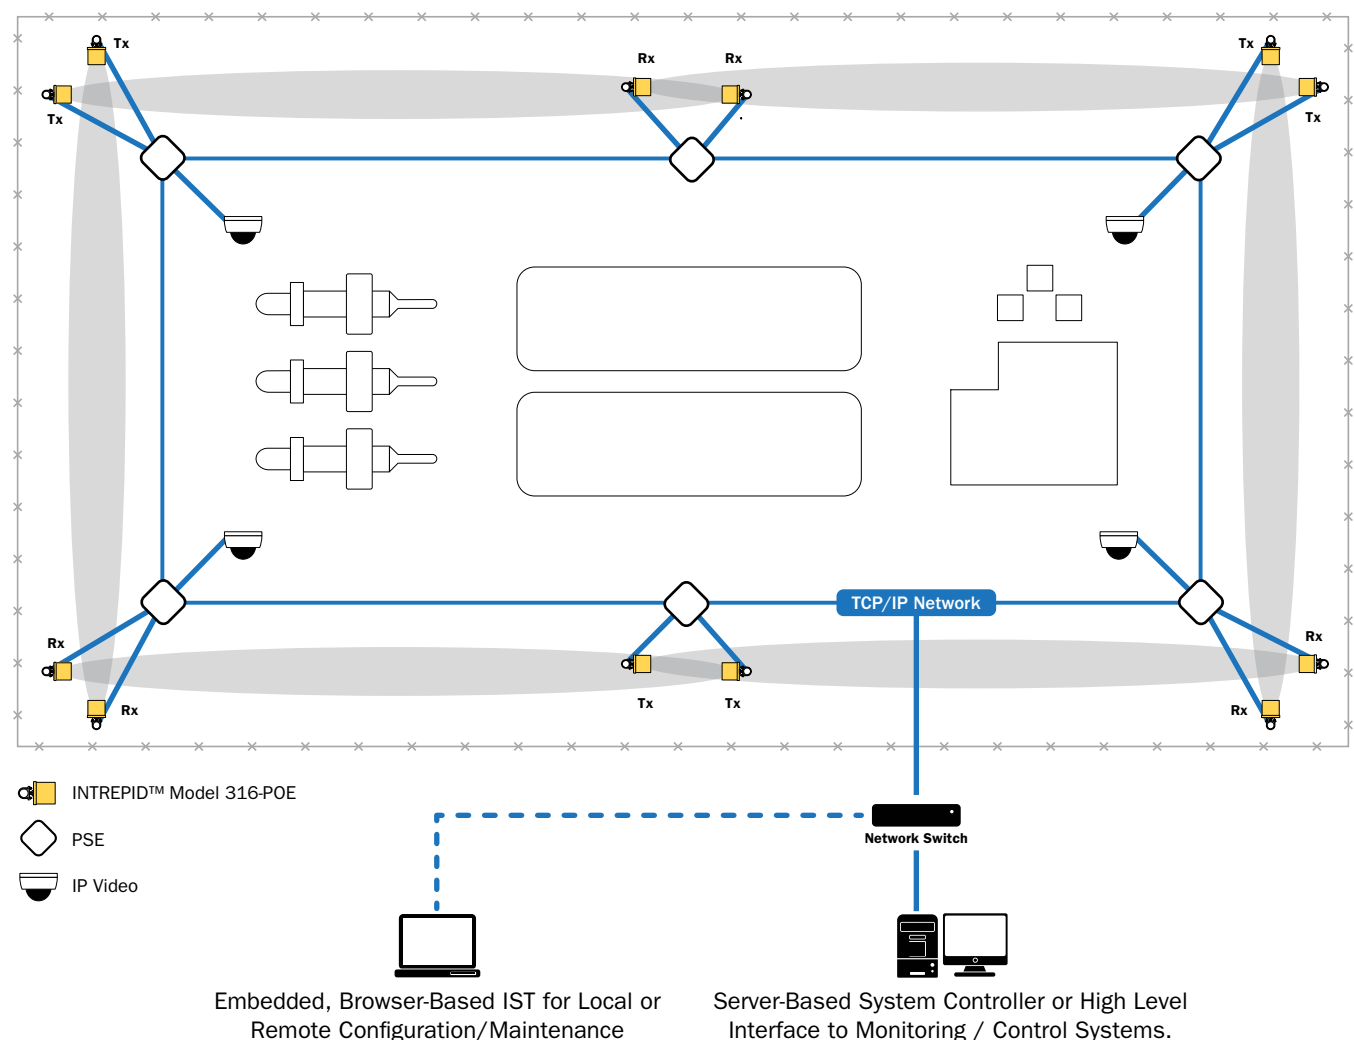 Tx
Rx
Rx
Tx
Tx
Tx
TCP/IP Network
Rx
Rx
Rx
Rx
Tx
Tx
INTREPID™ Model 316-POE
PSE
IP Video
Network Switch
Embedded, Browser-Based IST for Local or
Remote Configuration/Maintenance
Server-Based System Controller or High Level
Interface to Monitoring / Control Systems.